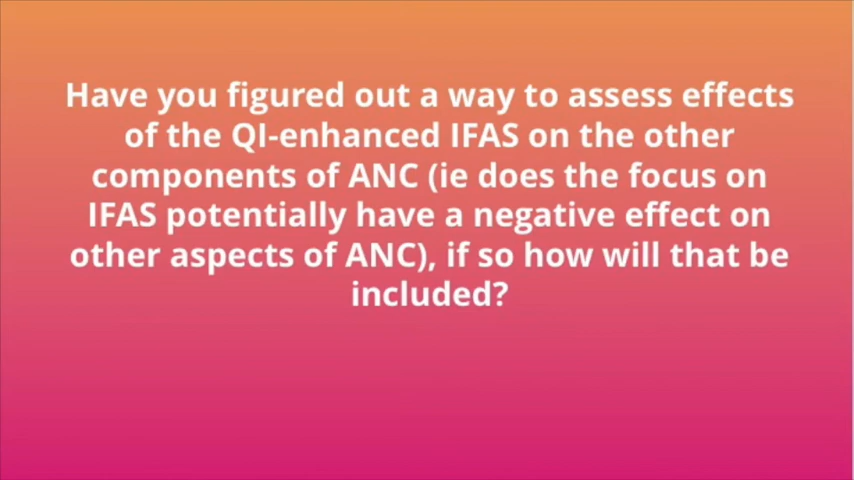 Have you figured out a way to assess effects
of the QI-enhanced IFAS on the other
components of ANC (ie does the focus on
IFAS potentially have a negative effect on
other aspects of ANC), if so how will that be
included?